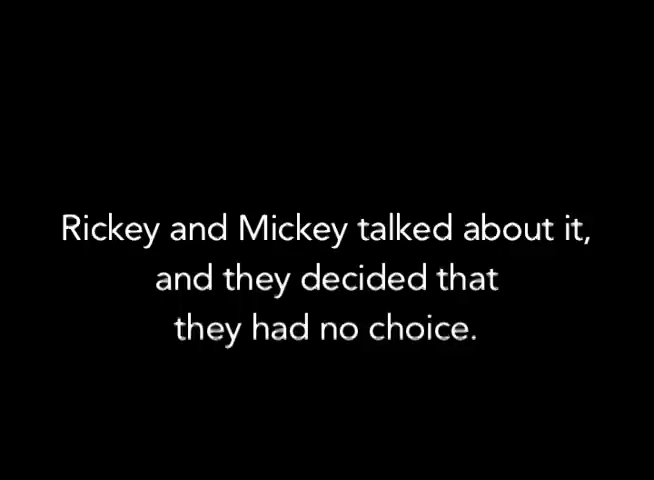 Rickey and Mickey talked about it,
and they decided that
they had no choice.